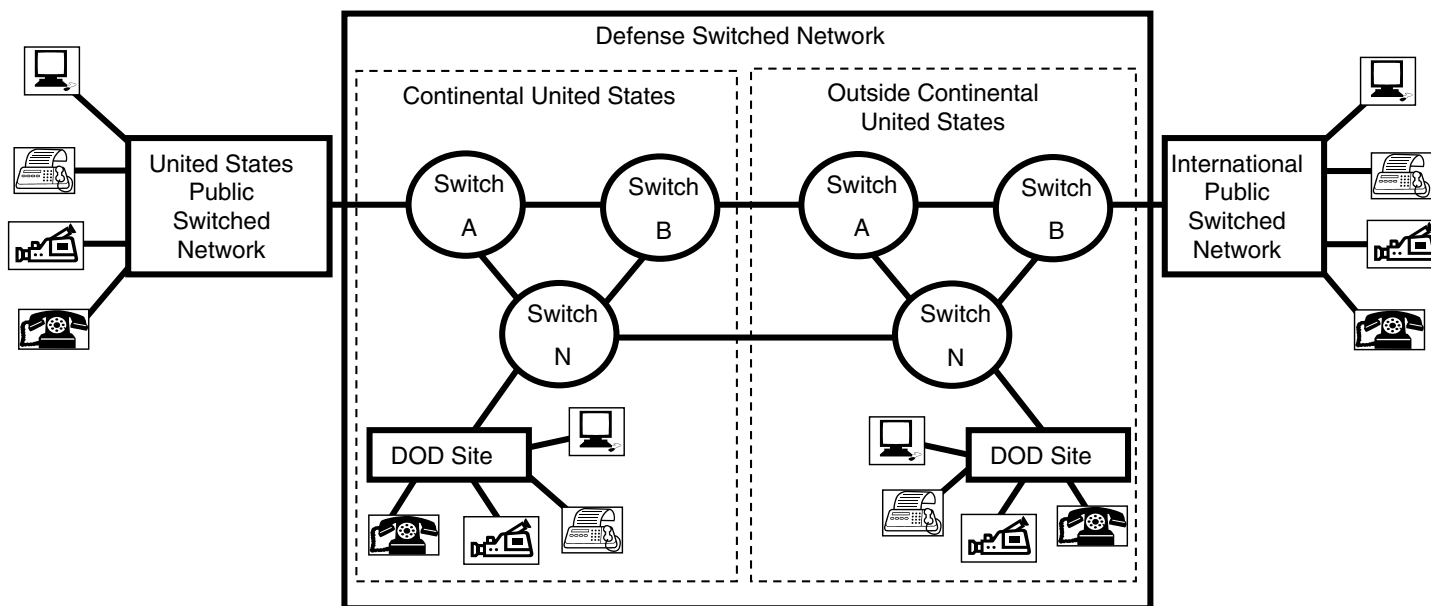 Defense Switched Network
Continental United States
Outside Continental
United States
United States
Public
Switched
Network
Switch
A
Switch
B
Switch
N
Switch
A
Switch
B
Switch
N
International
Public
Switched
Network
DOD Site
DOD Site